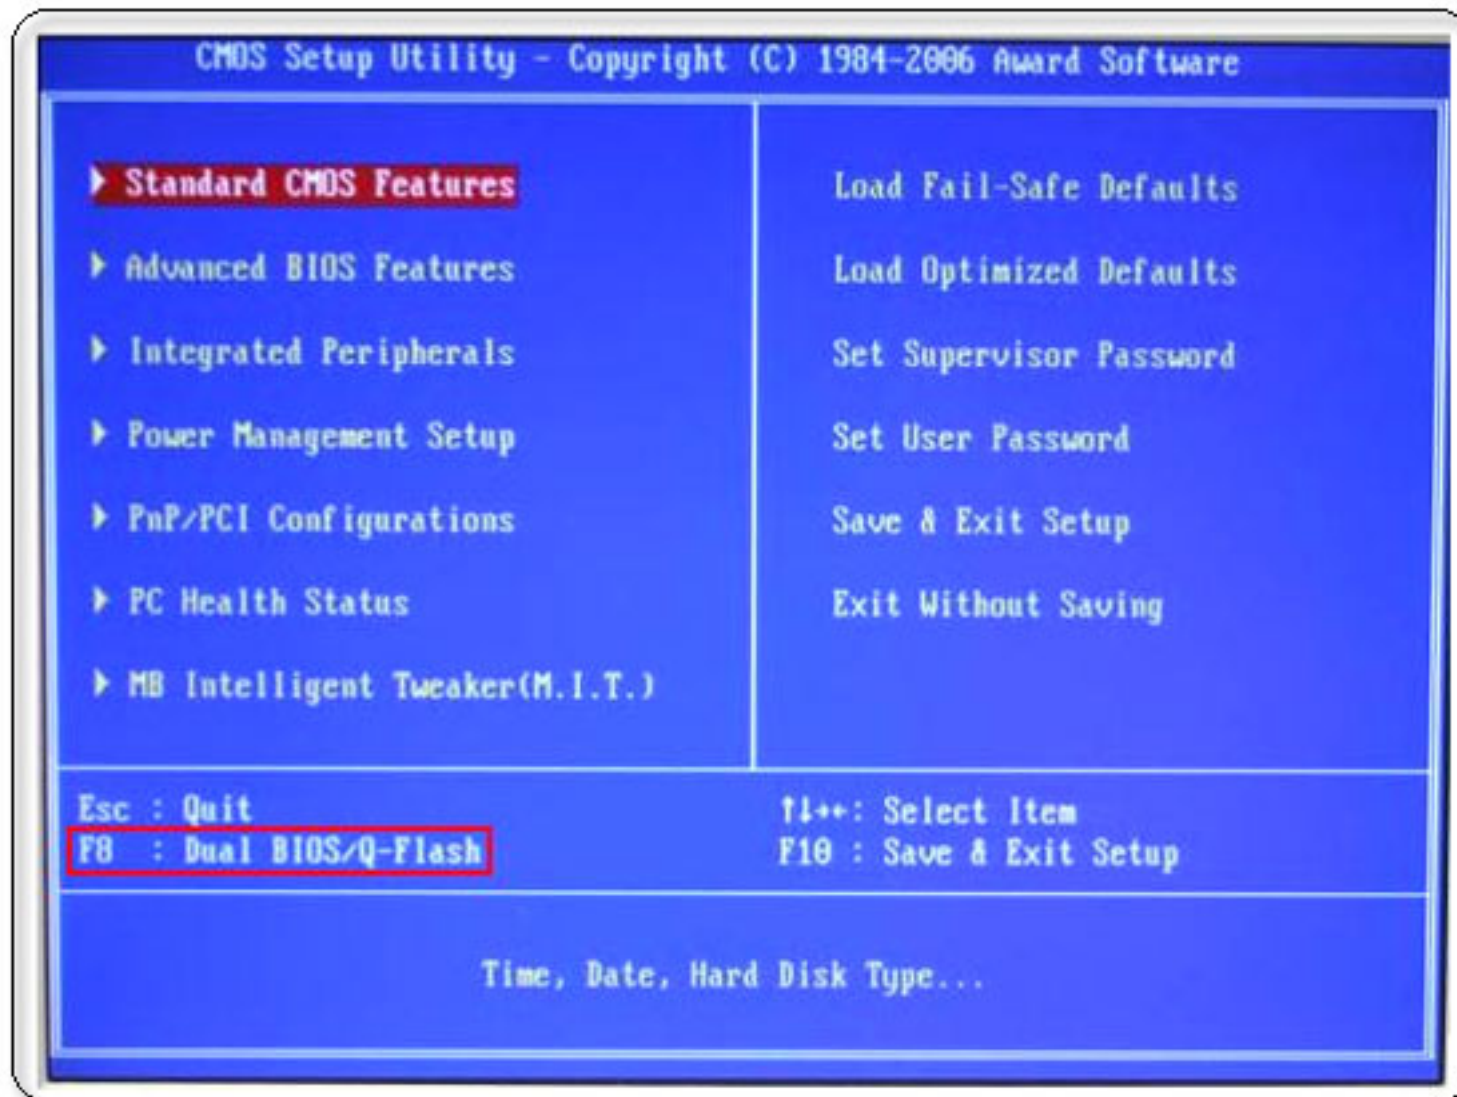 CMOS Setup Utility - Copyright (C) 1984-2006 Award Software
Standard CMOS Features
Advanced BIOS Features
Integrated Peripherals
Power Management Setup
PnP/PCI Configurations
PC Health Status
MB Intelligent Tweaker(M.I.T.)
Load Fail-Safe Defaults
Load Optimized Defaults
Set Supervisor Password
Set User Password
Save & Exit Setup
Exit Without Saving
Esc : Quit
F8 : Dual BIOS/Q-Flash
↑↓→←: Select Item
F10 : Save & Exit Setup
Time, Date, Hard Disk Type...